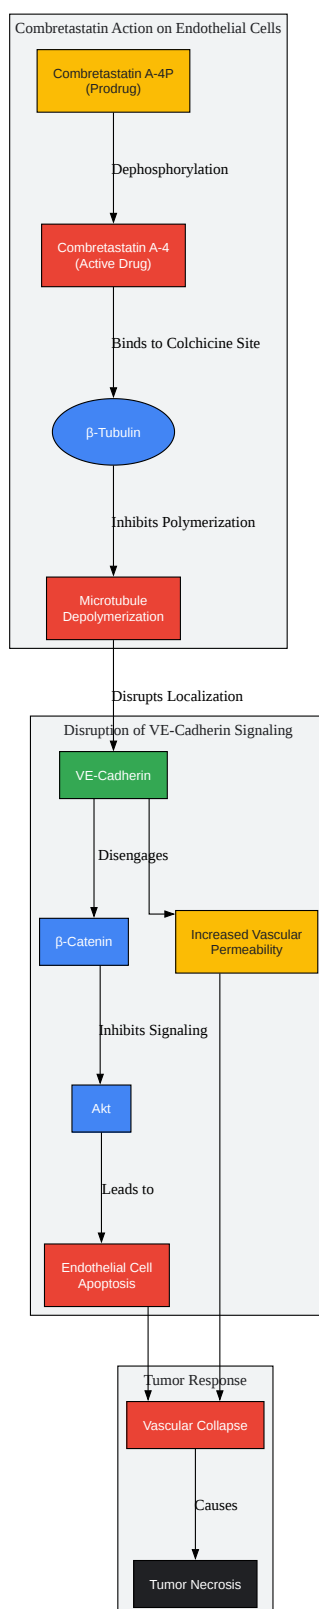 Combretastatin Action on Endothelial Cells
Combretastatin A-4P
(Prodrug)
Dephosphorylation
Combretastatin A-4
(Active Drug)
Binds to Colchicine Site
β-Tubulin
Inhibits Polymerization
Microtubule
Depolymerization
Disrupts Localization
Disruption of VE-Cadherin Signaling
VE-Cadherin
Disengages
β-Catenin
Increased Vascular
Permeability
Inhibits Signaling
Akt
Leads to
Endothelial Cell
Apoptosis
Tumor Response
Vascular Collapse
Causes
Tumor Necrosis